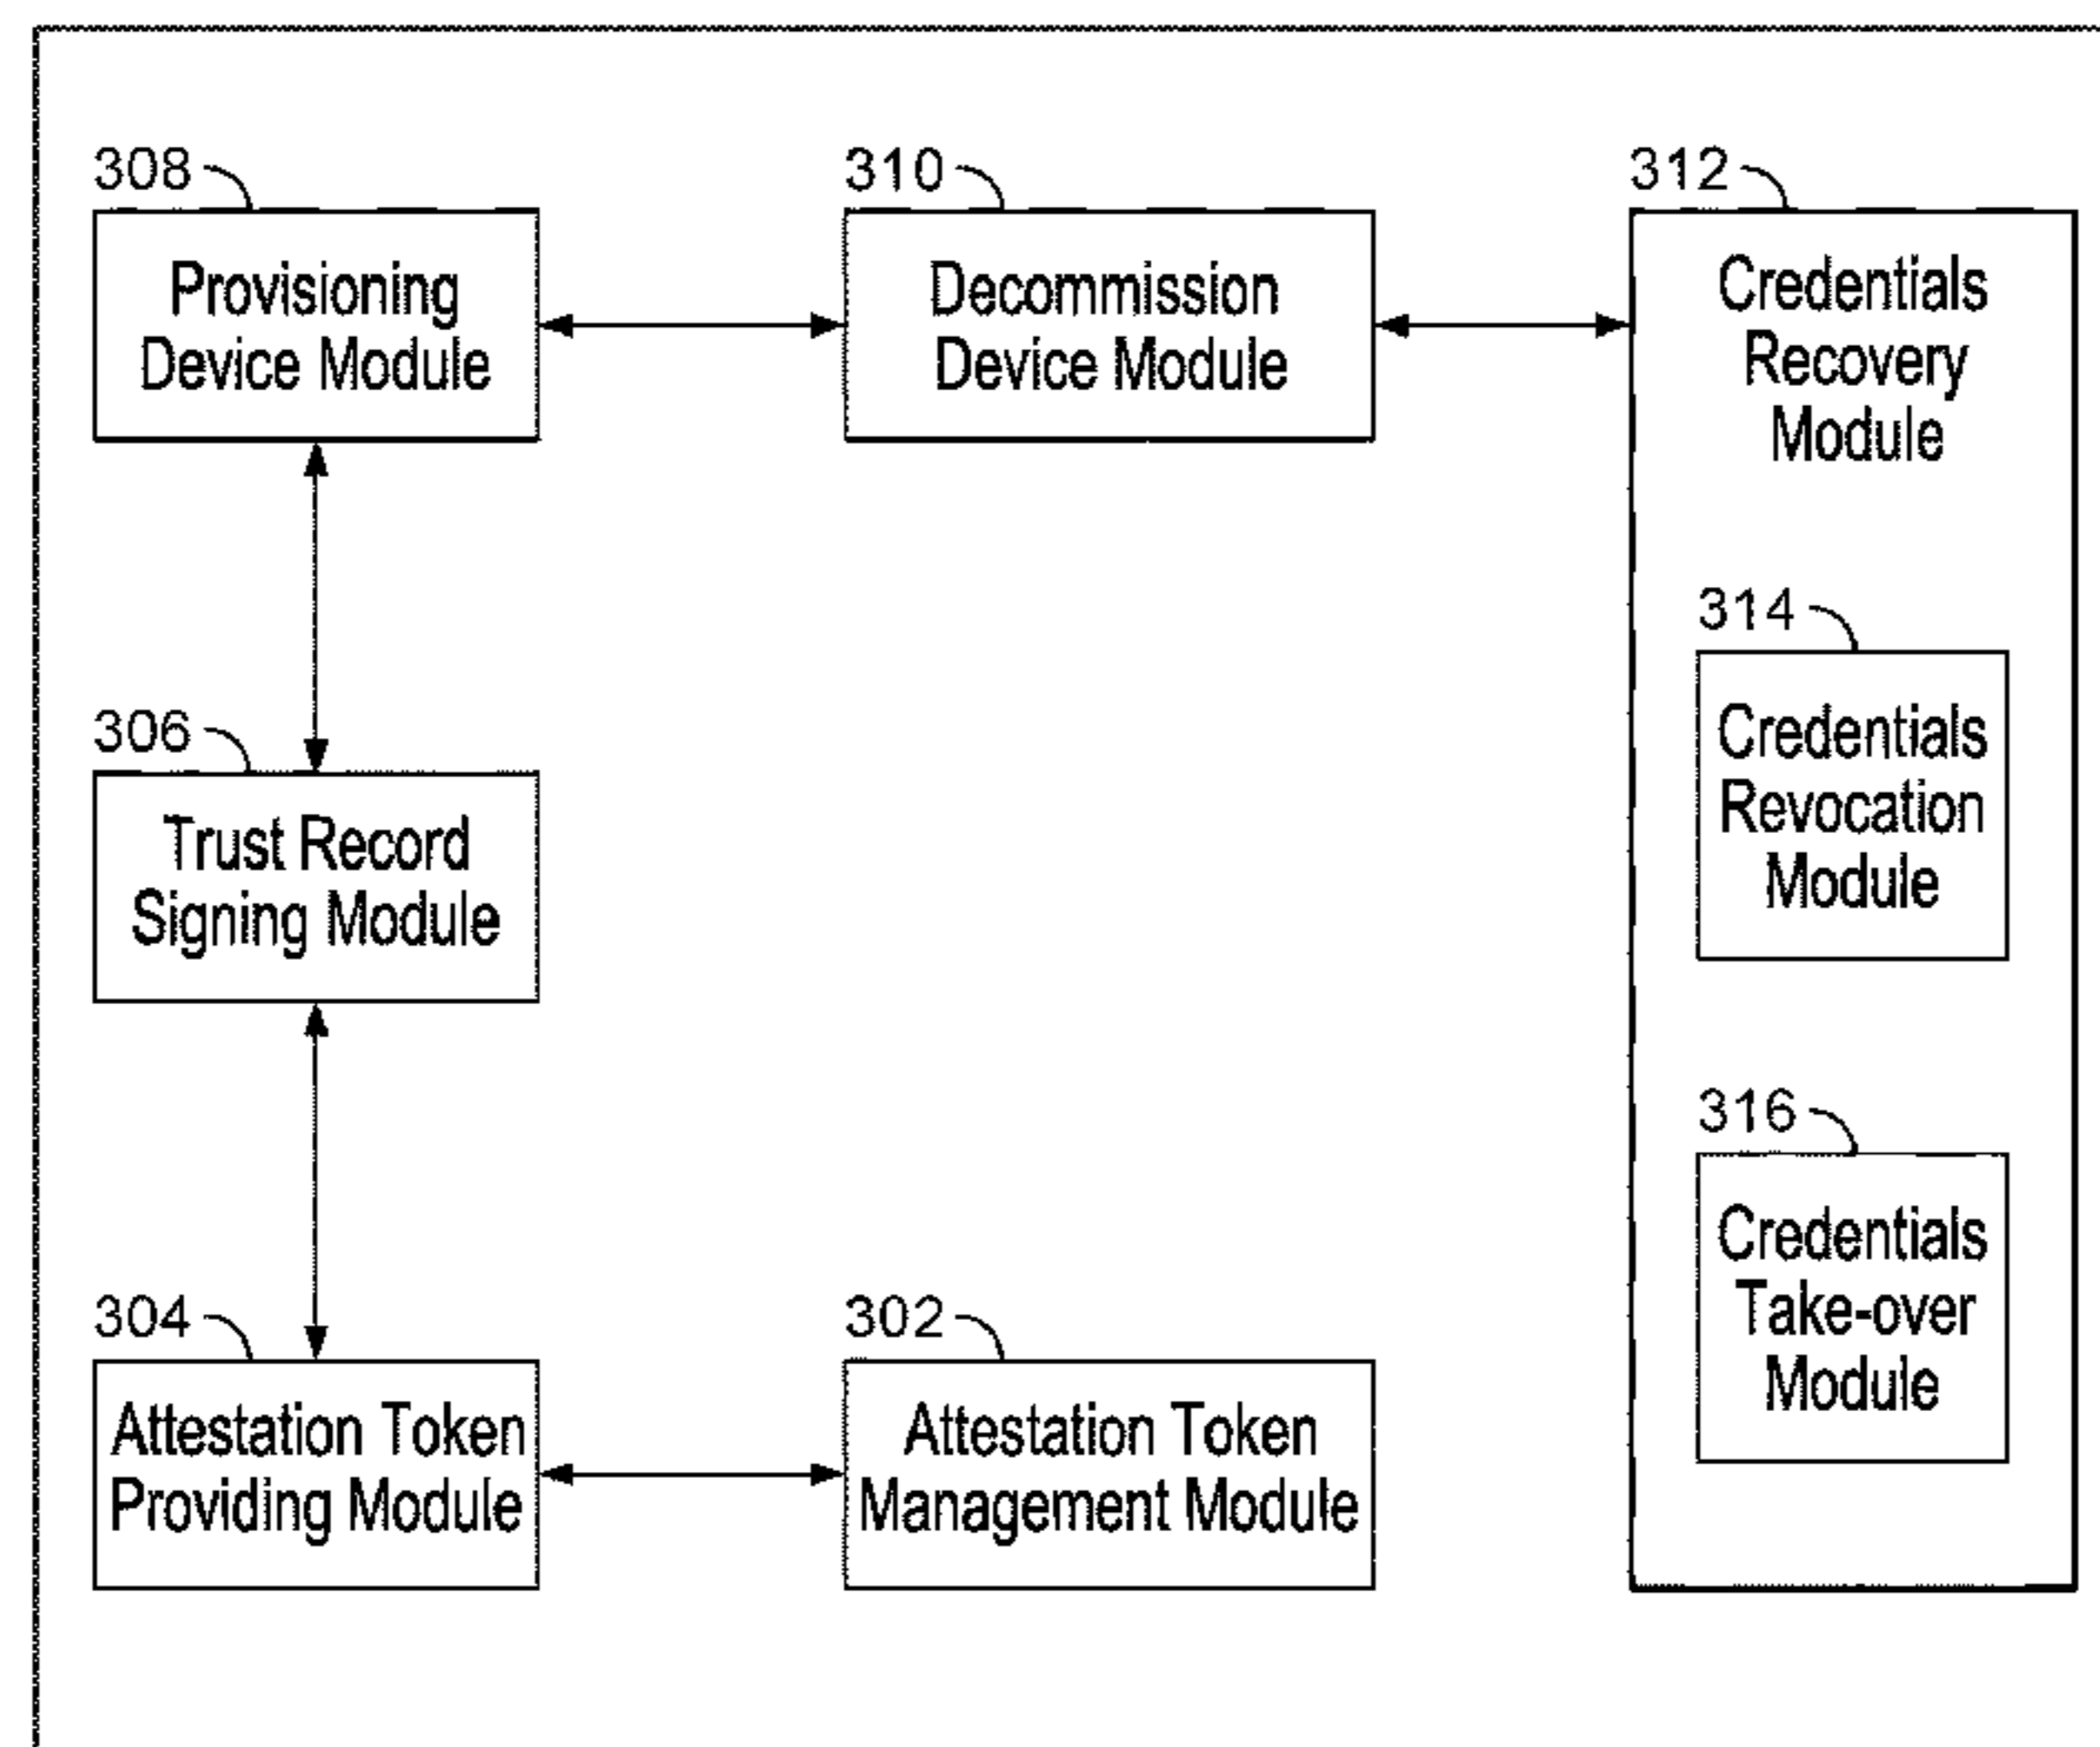 308
Provisioning
Device Module
310
Decommission
Device Module
312
Credentials
Recovery
Module
314
Credentials
Revocation
Module
306
Trust Record
Signing Module
316
Credentials
Take-over
Module
304
Attestation Token
Providing Module
302
Attestation Token
Management Module